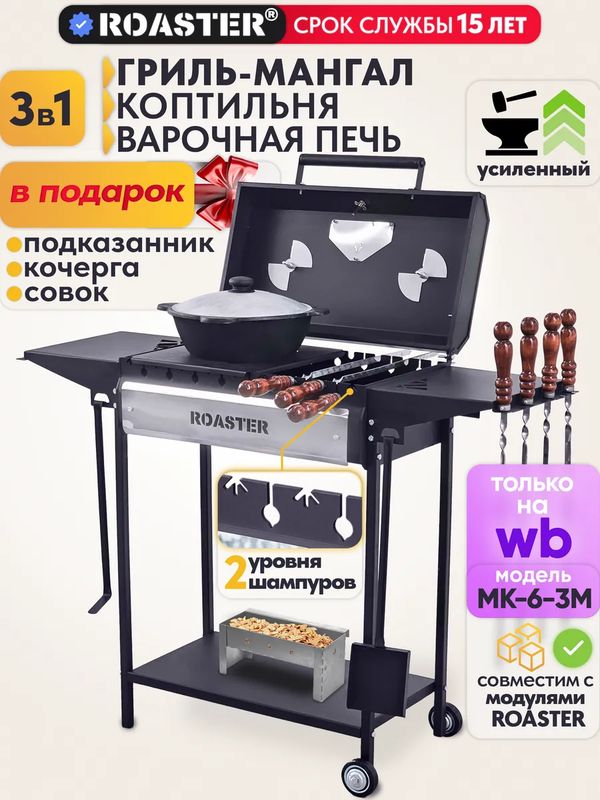 ROASTER®
СРОК СЛУЖБЫ 15 ЛЕТ
3в1
ГРИЛЬ-МАНГАЛ
КОПТИЛЬНЯ
ВАРОЧНАЯ ПЕЧЬ
усиленный
в подарок
подказанник
кочерга
совок
ROASTER
2 уровня
шампуров
только
на
wb
модель
МК-6-3М
совместим с
модулями
ROASTER